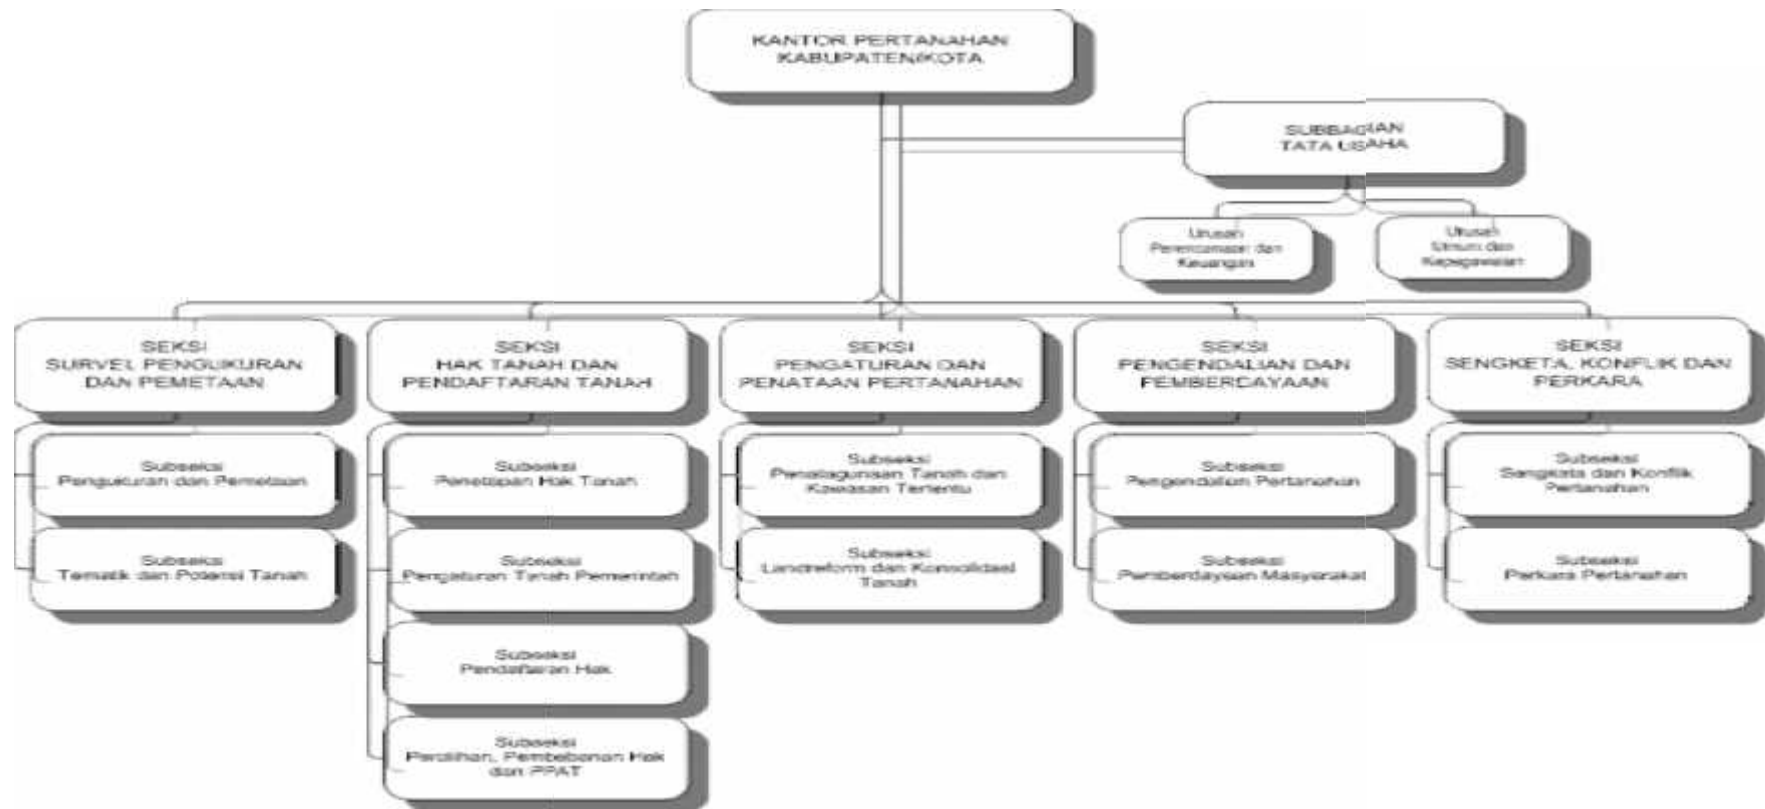 KANTOR PERTANAHAN
KABUPATEN/KOTA
SUBBAGIAN
TATA USAHA
Urusan
Perencanaan dan
Keuangan
Urusan
Umum dan
Kepegawaian
SEKSI
SURVEI, PENGUKURAN
DAN PEMETAAN
SEKSI
HAK TANAH DAN
PENDAFTARAN TANAH
SEKSI
PENGATURAN DAN
PENATAAN PERTANAHAN
SEKSI
PENGENDALIAN DAN
PEMBERDAYAAN
SEKSI
SENGKETA, KONFLIK DAN
PERKARA
Subseksi
Pengukuran dan Pemetaan
Subseksi
Tematik dan Potensi Tanah
Subseksi
Penetapan Hak Tanah
Subseksi
Pengaturan Tanah Pemerintah
Subseksi
Pendaftaran Hak
Subseksi
Peralihan, Pembebanan Hak
dan PPAT
Subseksi
Penatagunaan Tanah dan
Kawasan Tertentu
Subseksi
Landreform dan Konsolidasi
Tanah
Subseksi
Pengendalian Pertanahan
Subseksi
Pemberdayaan Masyarakat
Subseksi
Sengketa dan Konflik
Pertanahan
Subseksi
Perkara Pertanahan